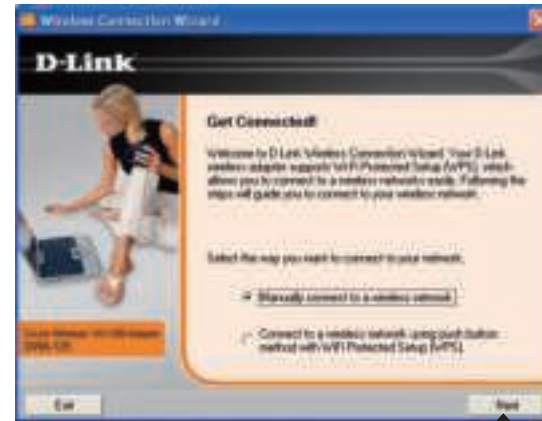 Wireless Connection Wizard
D-Link
Get Connected!
Welcome to D-Link Wireless Connection Wizard. Your D-Link
wireless adapter supports Wi-Fi Protected Setup (WPS) which
allows you to connect to a wireless networks easily. Following the
steps will guide you to connect to your wireless network.
Select the way you want to connect to your network.
Manually connect to a wireless network.
Connect to a wireless network using push button
method with WiFi Protected Setup (WPS).
Exit
Next